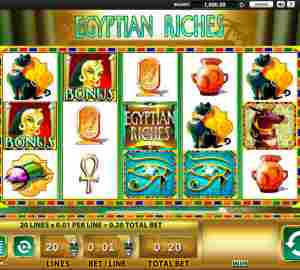 BALANCE 1,000.00
EGYPTIAN RICHES
BONUS
BONUS
EGYPTIAN
RICHES
20 LINES x 0.01 PER LINE = 0.20 TOTAL BET
20 0.01 0.20
LINES BET / LINE TOTAL BET